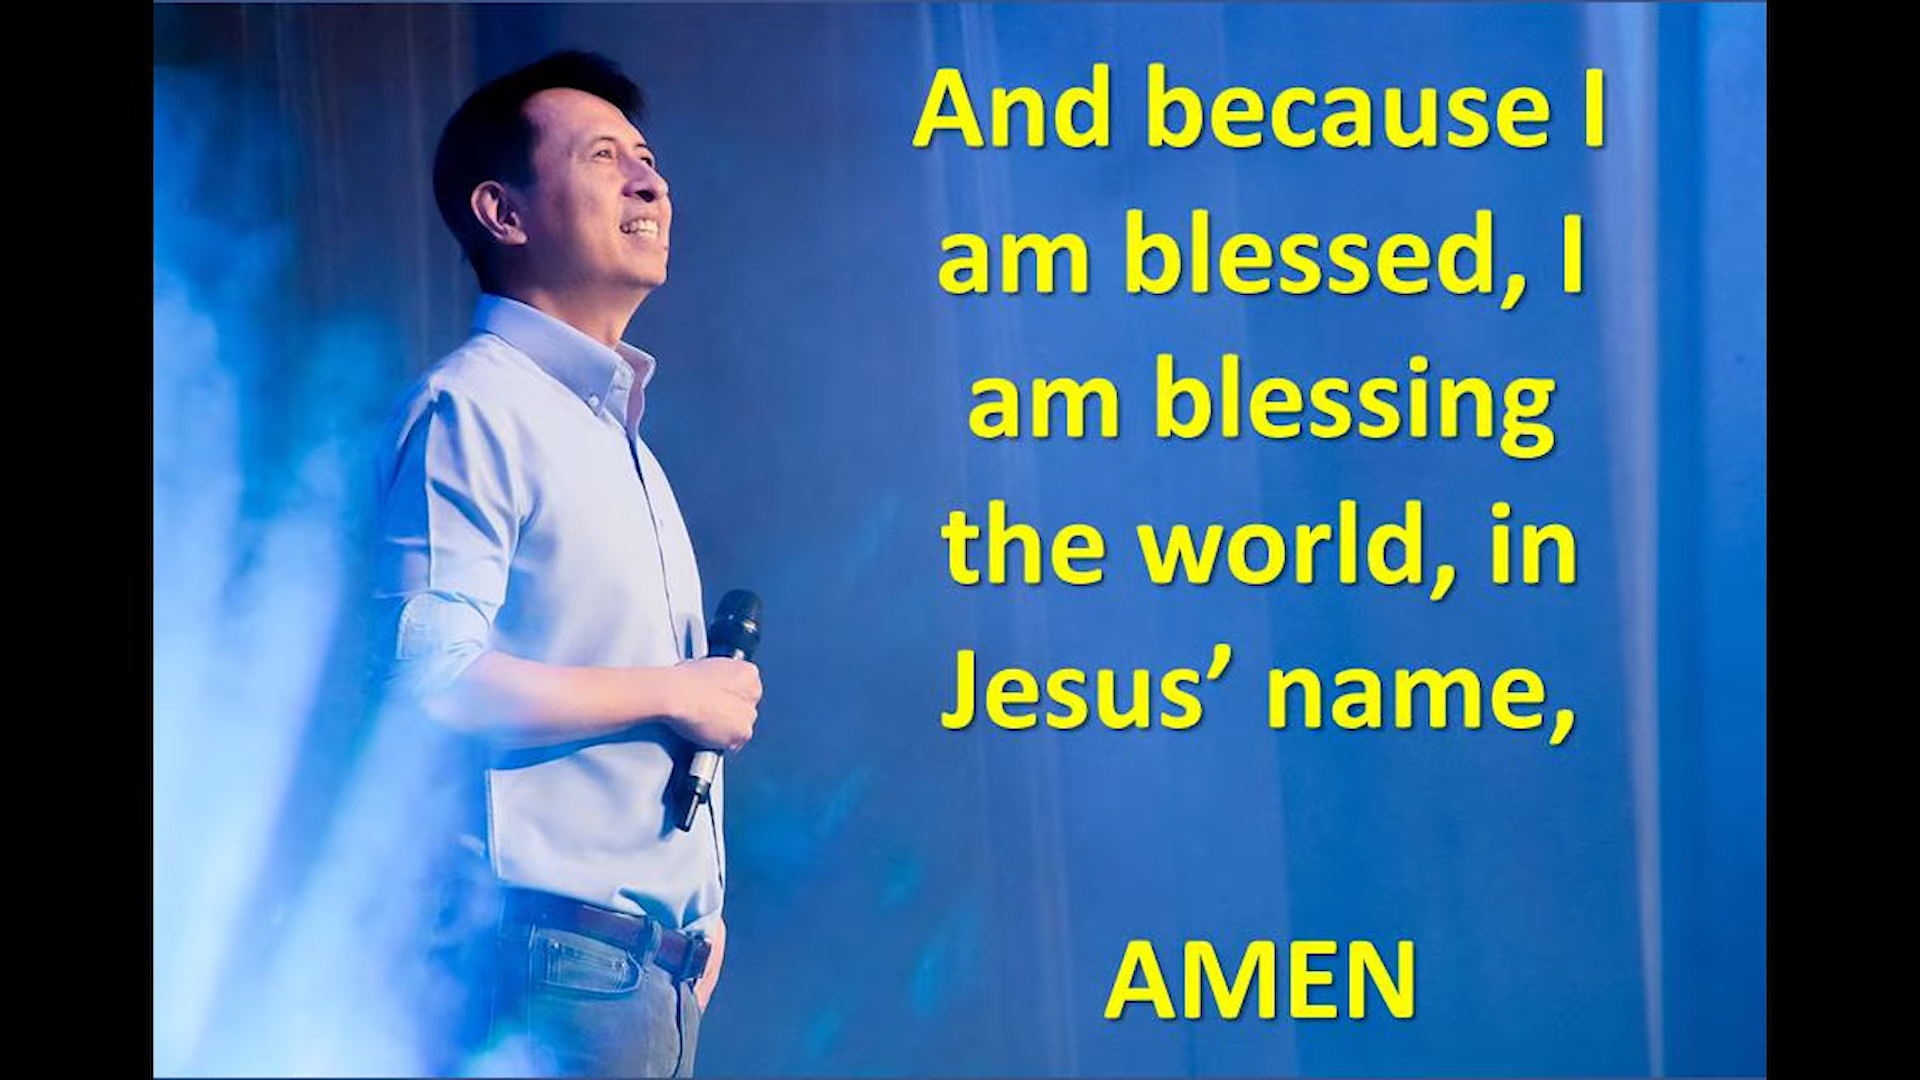 And because I
am blessed, I
am blessing
the world, in
Jesus’ name,
AMEN